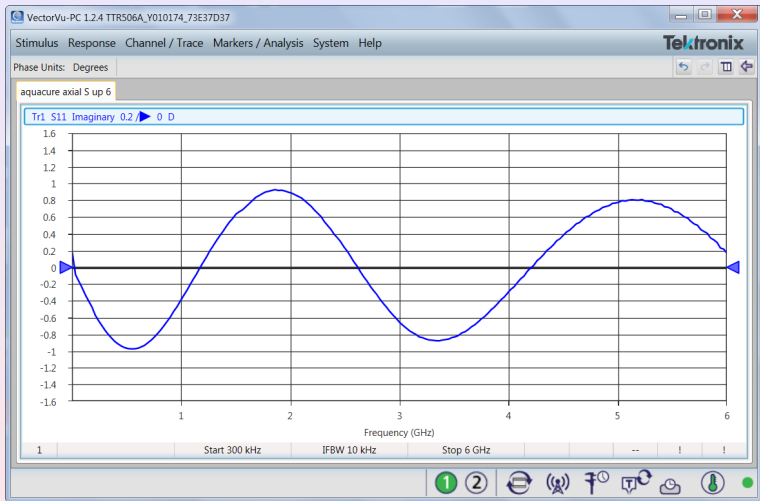 VectorVu-PC 1.2.4 TTR506A_Y010174_73E37D37
Stimulus Response Channel / Trace Markers / Analysis System Help
Tektronix
Phase Units: Degrees
aquacure axial S up 6
Tr1 S11 Imaginary 0.2 / 0 D
1.6
1.4
1.2
1
0.8
0.6
0.4
0.2
0
-0.2
-0.4
-0.6
-0.8
-1
-1.2
-1.4
-1.6
1 2 3 4 5 6
Frequency (GHz)
1 Start 300 kHz IFBW 10 kHz Stop 6 GHz -- ! !
1 2 T